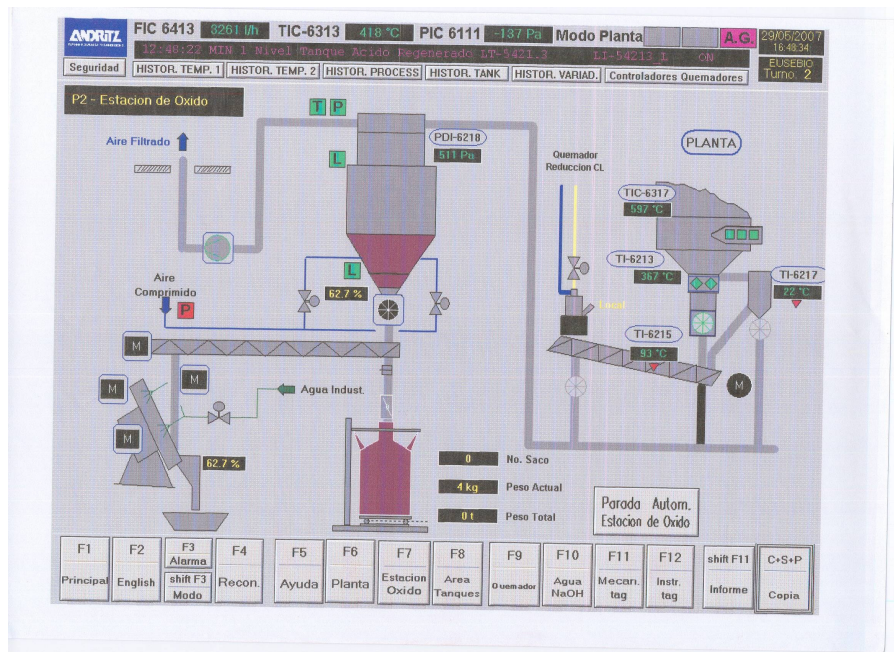 ANDRITZ
FIC 6413 3261 l/h TIC-6313 418 °C PIC 6111 -137 Pa Modo Planta A.G. 29/05/2007
16:48:34
12:40:22 MIN 1 Nivel Tanque Acido Regenerado LT-5421.3 LI-54213_L ON
EUSEBIO
Turno: 2
Seguridad HISTOR. TEMP. 1 HISTOR. TEMP. 2 HISTOR. PROCESS HISTOR. TANK HISTOR. VARIAD. Controladores Quemadores
P2 - Estacion de Oxido
T P
Aire Filtrado
PDI-6218
511 Pa
L
PLANTA
Quemador
Reduccion CL
TIC-6317
597 °C
TI-6213
367 °C
TI-6217
22 °C
L
62.7 %
Aire
Comprimido
P
Local
TI-6215
93 °C
M
M
M
M
M
Agua Indust.
62.7 %
0 No. Saco
4 kg Peso Actual
0 t Peso Total
Parada Autom.
Estacion de Oxido
F1 Principal
F2 English
F3 Alarma
shift F3 Modo
F4 Recon.
F5 Ayuda
F6 Planta
F7 Estacion Oxido
F8 Area Tanques
F9 Quemador
F10 Agua NaOH
F11 Mecan. tag
F12 Instr. tag
shift F11 Informe
C+S+P Copia